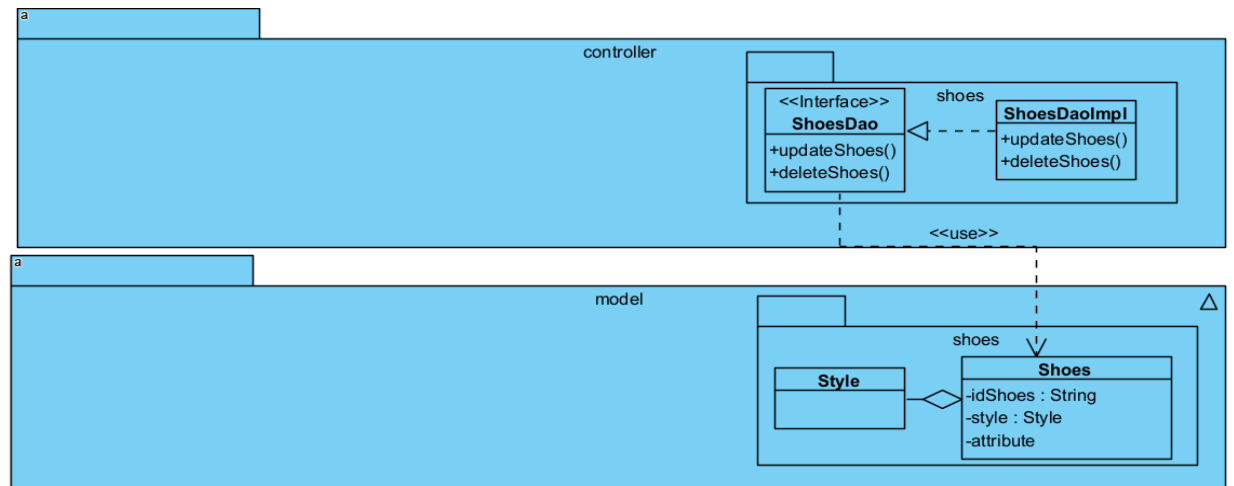 a
controller
shoes
<<Interface>>
ShoesDao
+updateShoes()
+deleteShoes()
ShoesDaoImpl
+updateShoes()
+deleteShoes()
<<use>>
a
model
shoes
Style
Shoes
-idShoes : String
-style : Style
-attribute